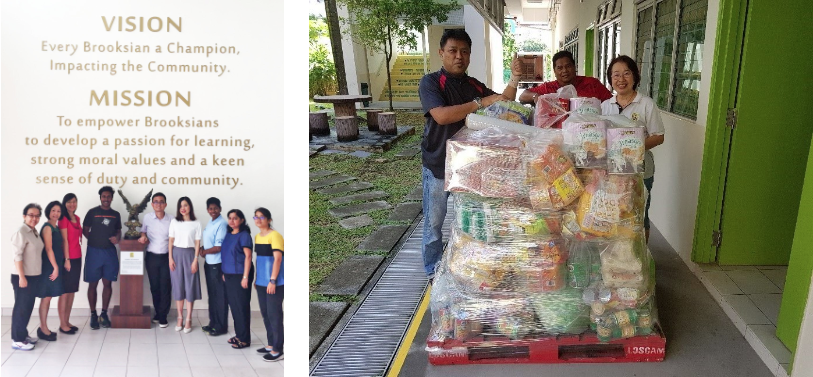 VISION
Every Brooksian a Champion,
Impacting the Community.
MISSION
To empower Brooksians
to develop a passion for learning,
strong moral values and a keen
sense of duty and community.
LOSCAM